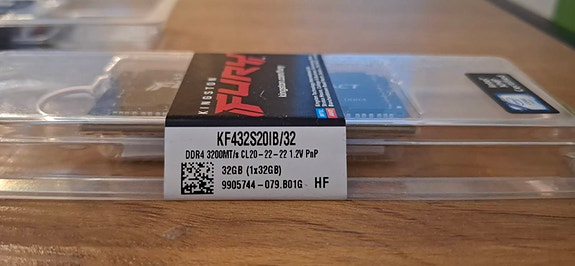 KINGSTON
FURY
KF432S20IB/32
DDR4 3200MT/s CL20-22-22 1.2V PnP
32GB (1x32GB)
9905744-079.B01G HF